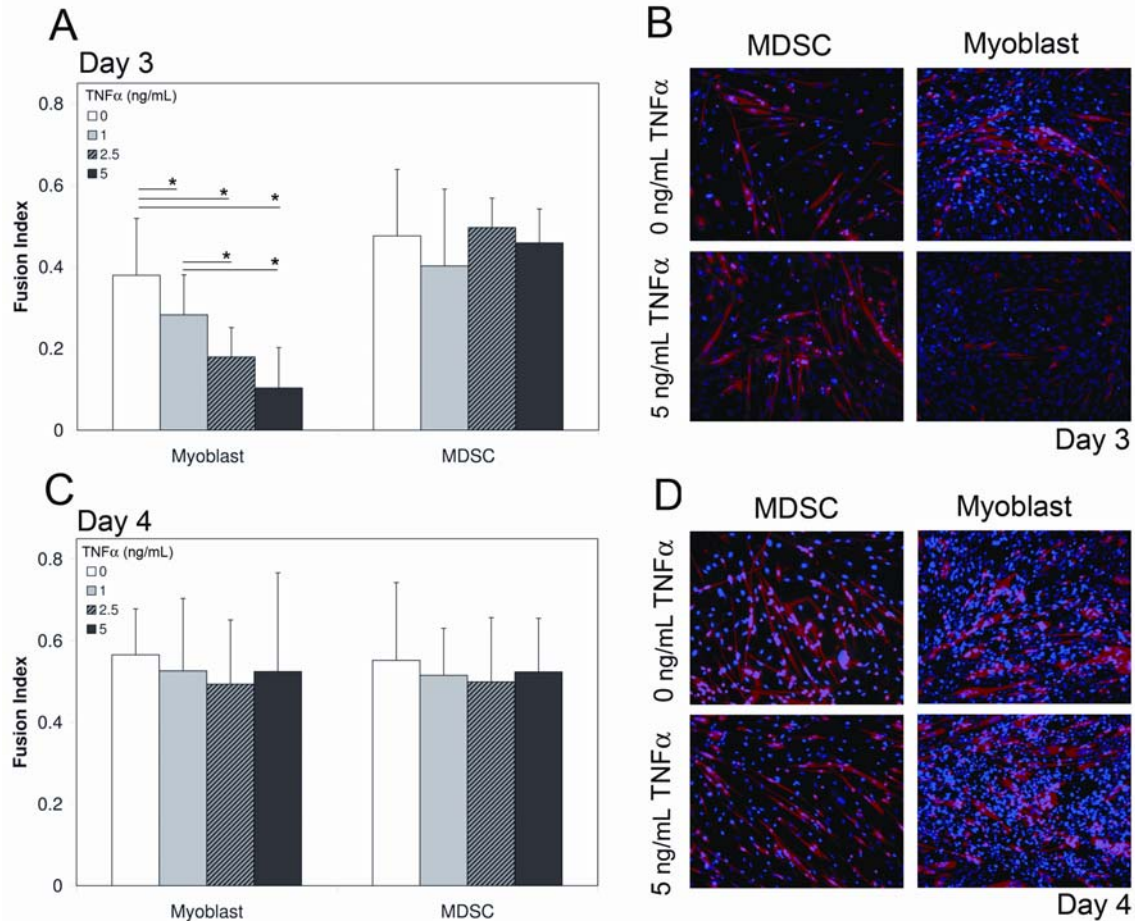 A
Day 3
TNFα (ng/mL)
0
1
2.5
5
0.8
0.6
0.4
0.2
0
Fusion Index
* * *
* *
Myoblast MDSC
B
MDSC Myoblast
0 ng/mL TNFα
5 ng/mL TNFα
Day 3
C
Day 4
TNFα (ng/mL)
0
1
2.5
5
0.8
0.6
0.4
0.2
0
Fusion Index
Myoblast MDSC
D
MDSC Myoblast
0 ng/mL TNFα
5 ng/mL TNFα
Day 4